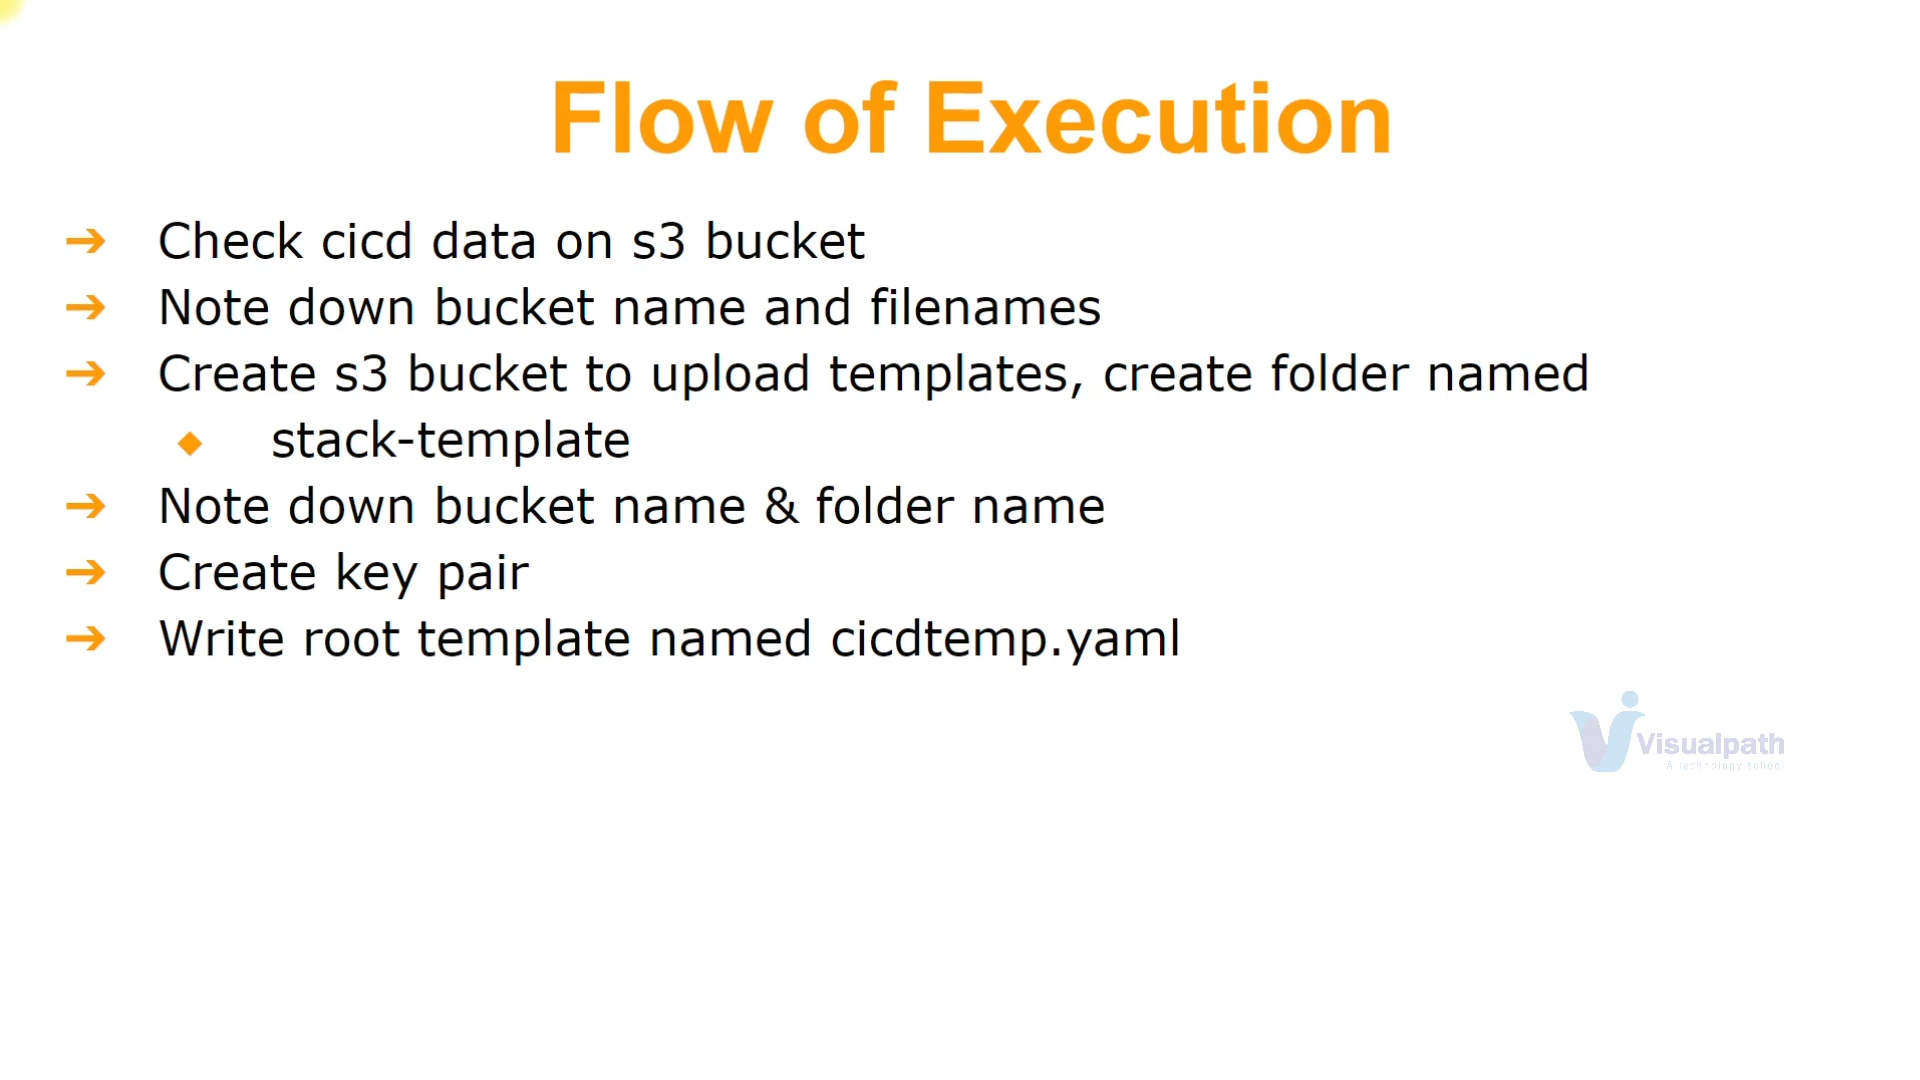 Flow of Execution
➔ Check cicd data on s3 bucket
➔ Note down bucket name and filenames
➔ Create s3 bucket to upload templates, create folder named
◆ stack-template
➔ Note down bucket name & folder name
➔ Create key pair
➔ Write root template named cicdtemp.yaml
Visualpath
A technology school